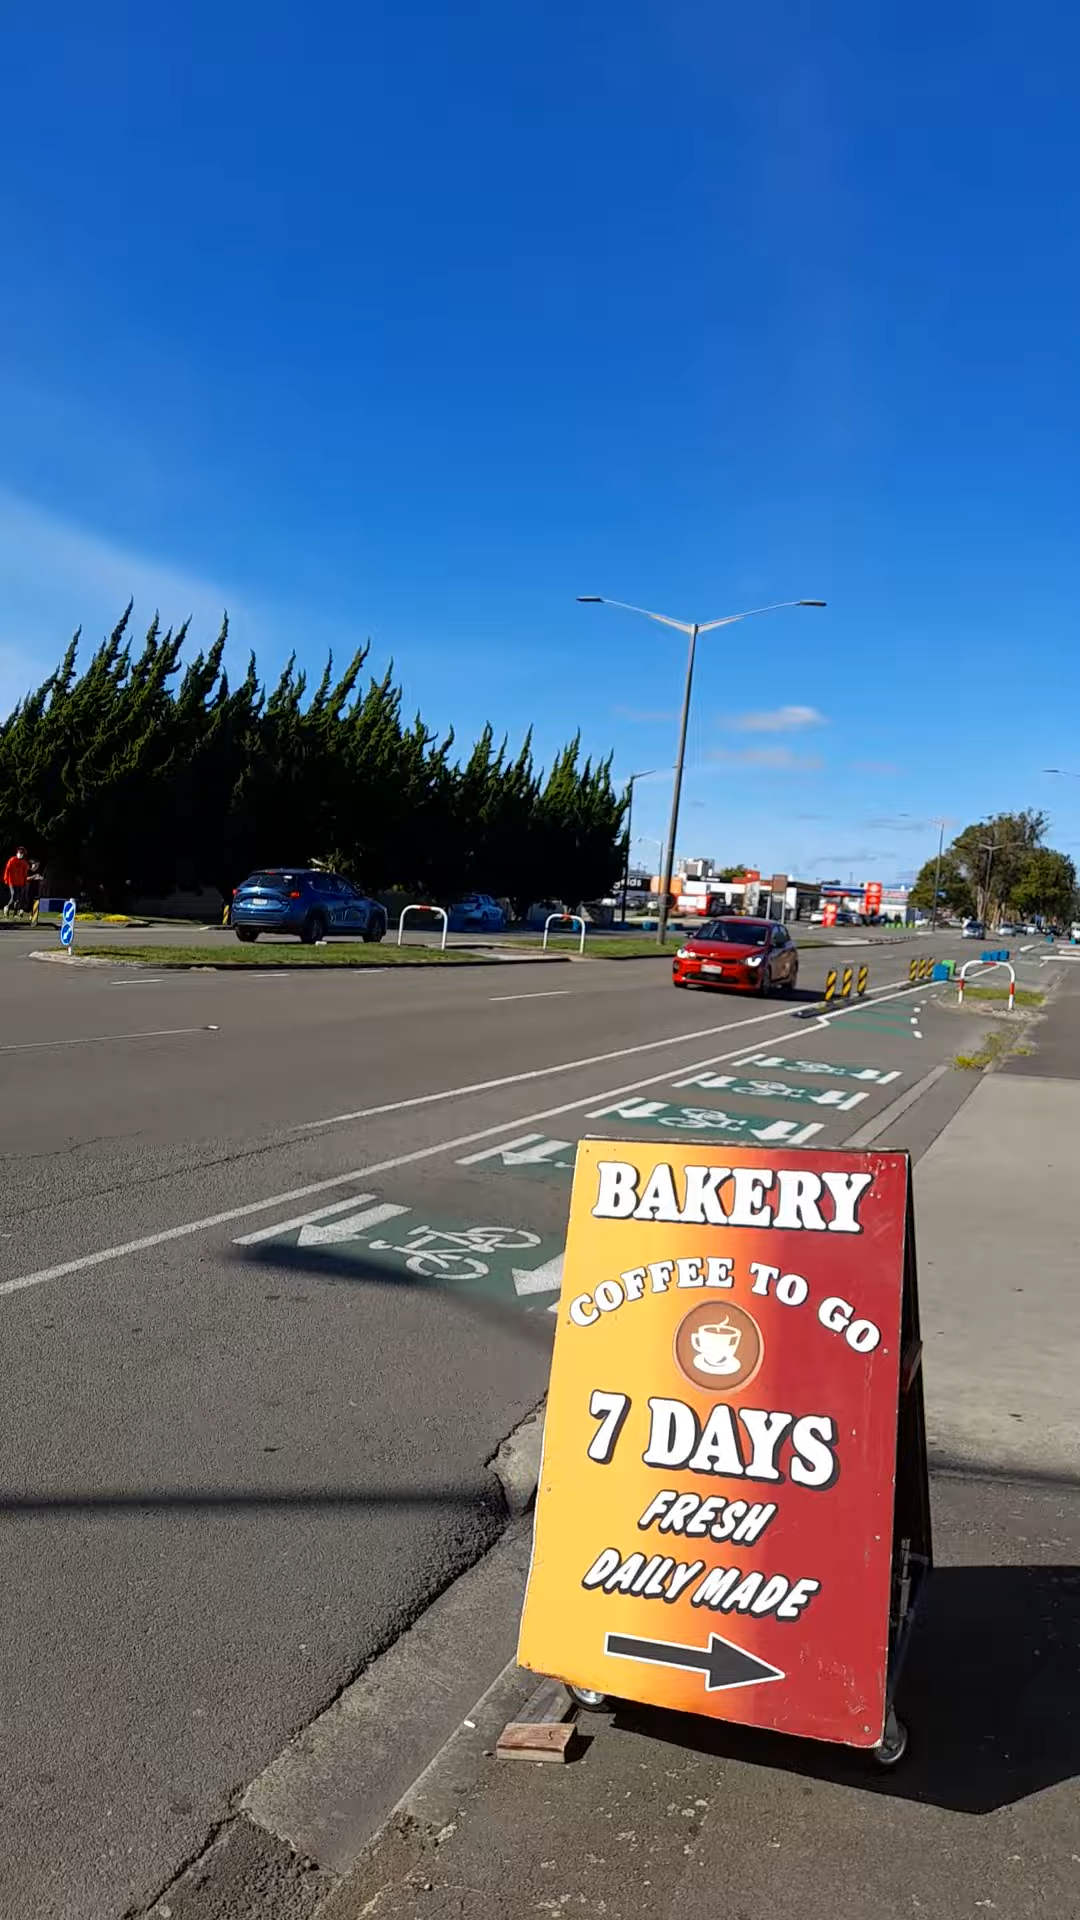 BAKERY
COFFEE TO GO
7 DAYS
FRESH
DAILY MADE